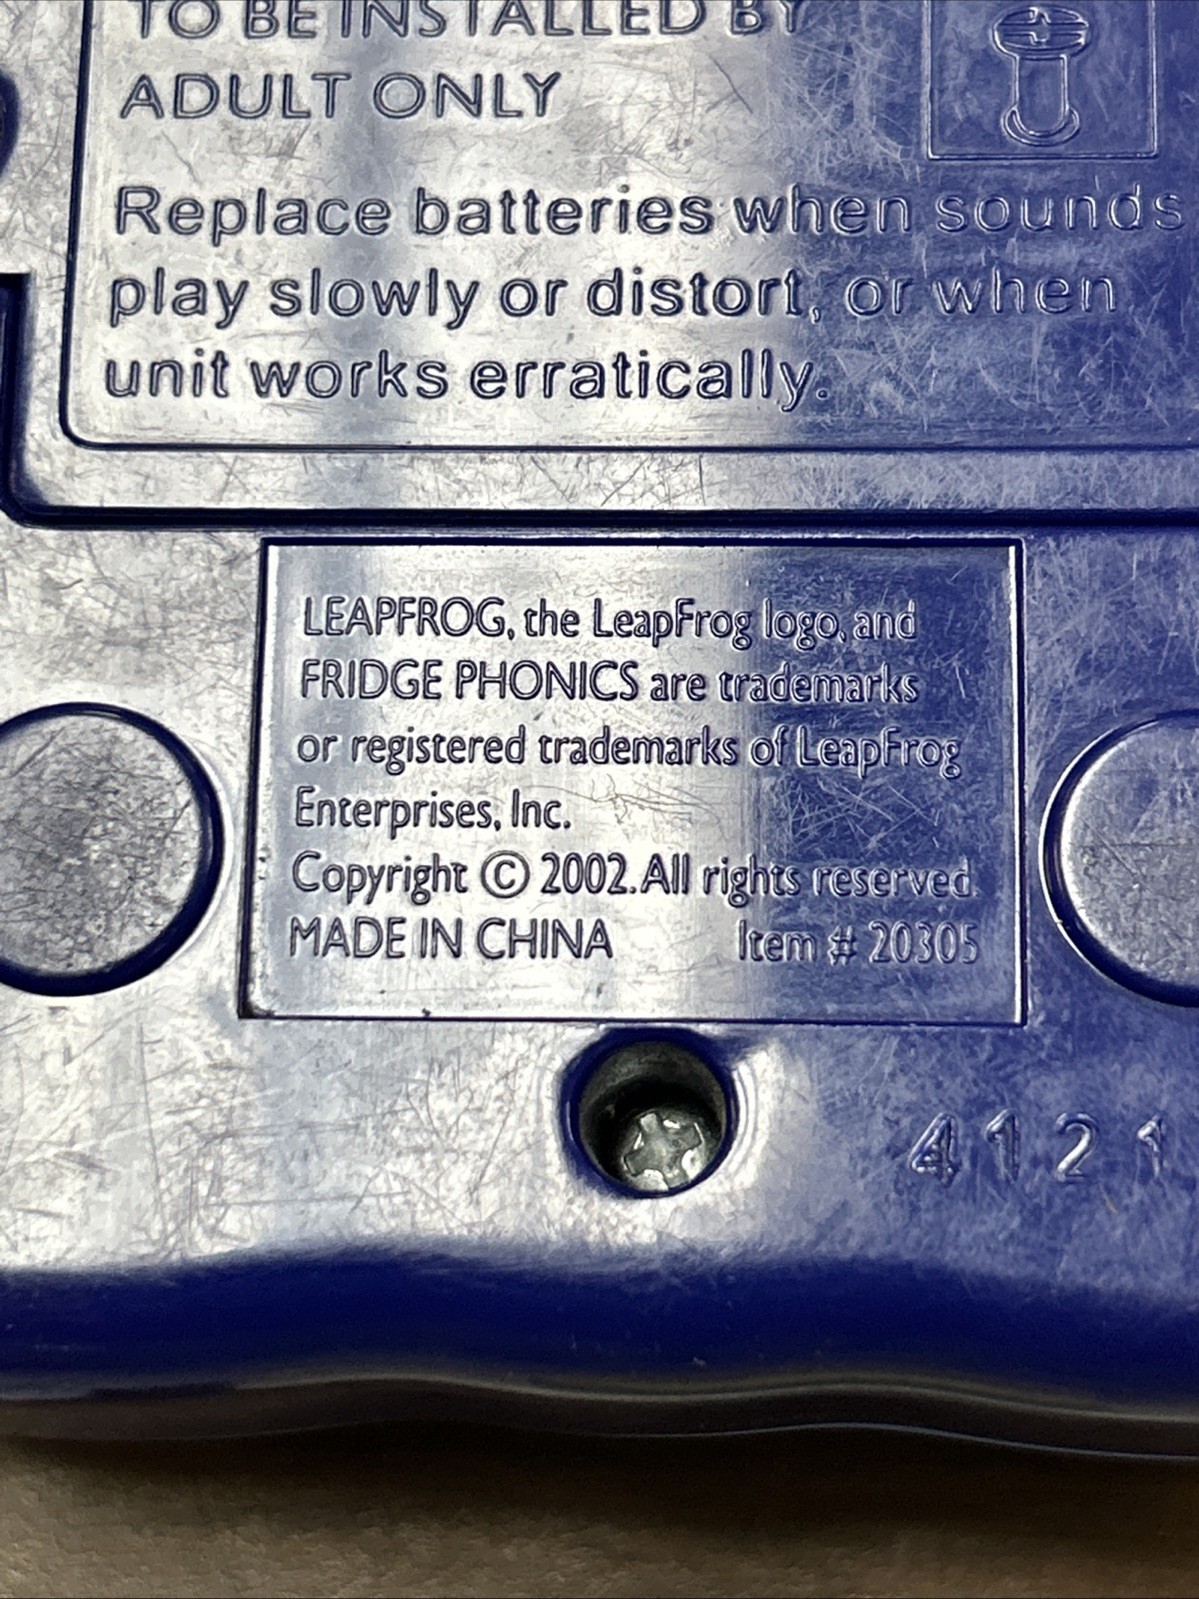 TO BE INSTALLED BY
ADULT ONLY
Replace batteries when sounds
play slowly or distort, or when
unit works erratically.
LEAPFROG, the LeapFrog logo, and
FRIDGE PHONICS are trademarks
or registered trademarks of LeapFrog
Enterprises, Inc.
Copyright © 2002. All rights reserved.
MADE IN CHINA Item # 20305
4121